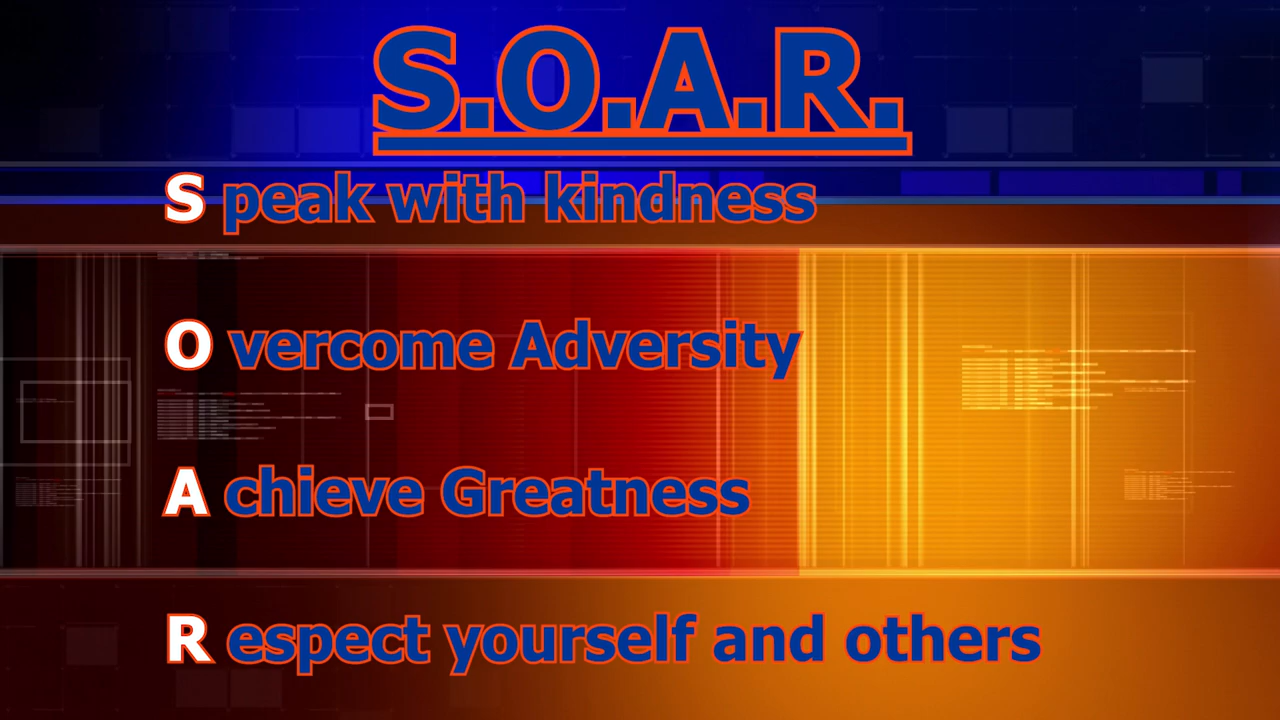 S.O.A.R.
S peak with kindness
O vercome Adversity
A chieve Greatness
R espect yourself and others